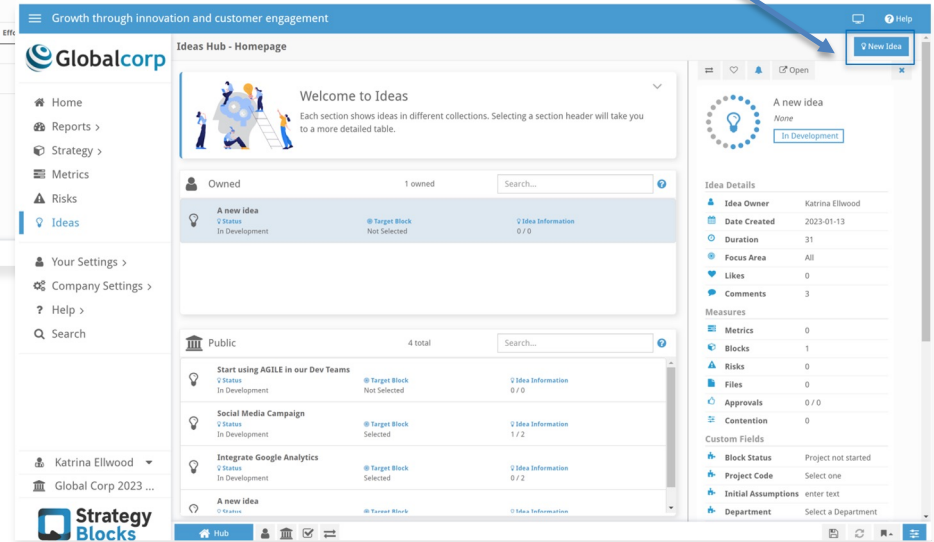 Effo
Growth through innovation and customer engagement
Help
Globalcorp
Home
Reports >
Strategy >
Metrics
Risks
Ideas
Your Settings >
Company Settings >
Help >
Search
Katrina Ellwood
Global Corp 2023 ...
Strategy
Blocks
Ideas Hub - Homepage
New Idea
Welcome to Ideas
Each section shows ideas in different collections. Selecting a section header will take you
to a more detailed table.
Owned 1 owned Search...
A new idea
Status Target Block Idea Information
In Development Not Selected 0 / 0
Public 4 total Search...
Start using AGILE in our Dev Teams
Status Target Block Idea Information
In Development Not Selected 0 / 0
Social Media Campaign
Status Target Block Idea Information
In Development Selected 1 / 2
Integrate Google Analytics
Status Target Block Idea Information
In Development Selected 0 / 2
A new idea
Status Target Block Idea Information
Hub
Open
A new idea
None
In Development
Idea Details
Idea Owner Katrina Ellwood
Date Created 2023-01-13
Duration 31
Focus Area All
Likes 0
Comments 3
Measures
Metrics 0
Blocks 1
Risks 0
Files 0
Approvals 0 / 0
Contention 0
Custom Fields
Block Status Project not started
Project Code Select one
Initial Assumptions enter text
Department Select a Department